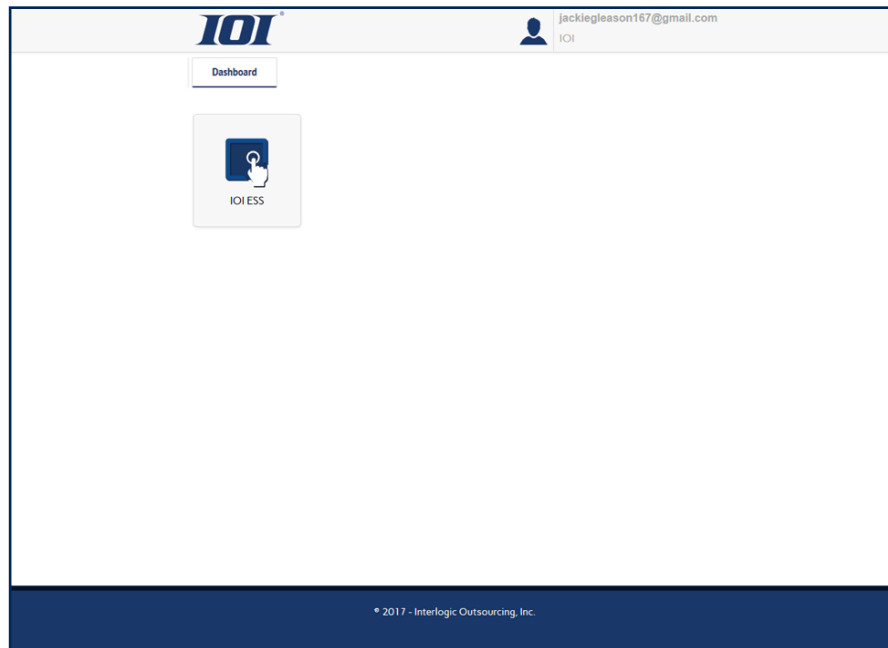 IOI®
jackiegleason167@gmail.com
IOI
Dashboard
IOI ESS
© 2017 - Interlogic Outsourcing, Inc.